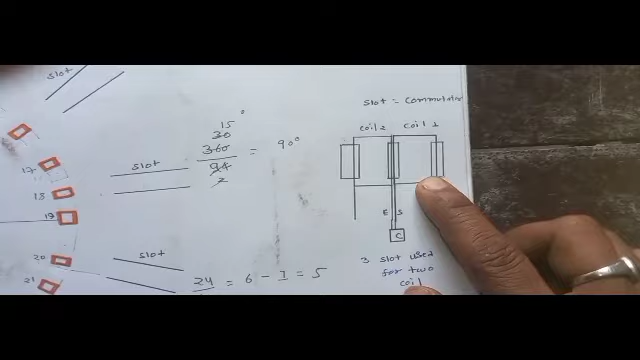 slot
17
18
19
20
21
slot
slot
15°
30
360
24
2
= 90°
24 = 6 - 1 = 5
slot = commutator
coil 2 coil 1
E S
C
3 slot used
for two
coil